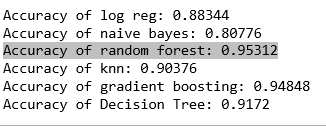 Accuracy of log reg: 0.88344
Accuracy of naive bayes: 0.80776
Accuracy of random forest: 0.95312
Accuracy of knn: 0.90376
Accuracy of gradient boosting: 0.94848
Accuracy of Decision Tree: 0.9172